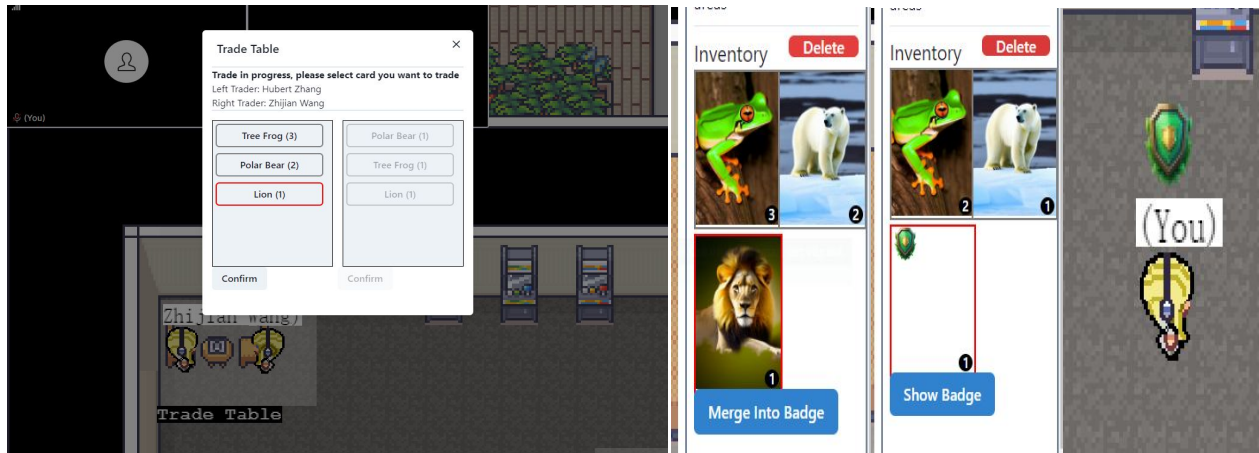 Trade Table
Trade in progress, please select card you want to trade
Left Trader: Hubert Zhang
Right Trader: Zhijian Wang
Tree Frog (3)
Polar Bear (2)
Lion (1)
Confirm
Polar Bear (1)
Tree Frog (1)
Lion (1)
Confirm
(You)
Zhijian Wang)
Trade Table
areas
Inventory
Delete
3
2
1
Merge Into Badge
areas
Inventory
Delete
2
1
1
Show Badge
(You)